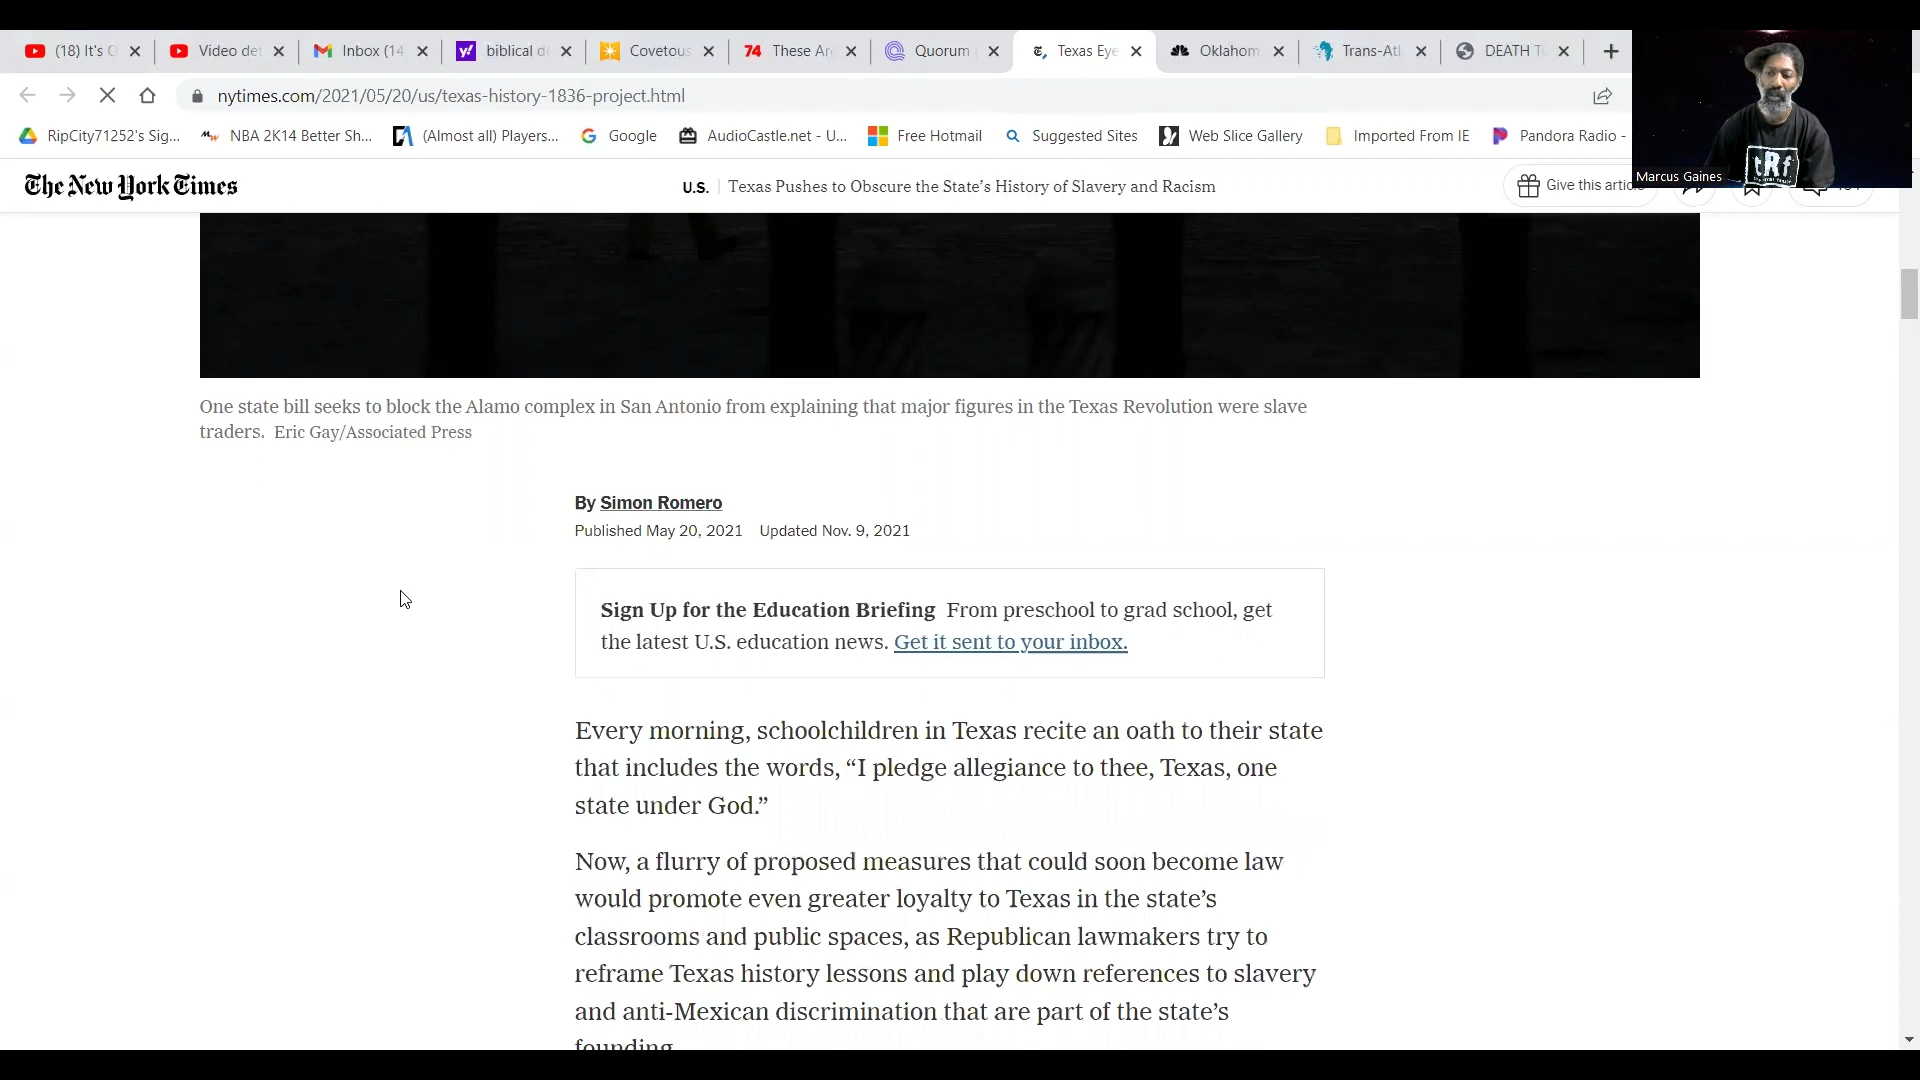 (18) It's
Video det
Inbox (14
biblical d
Covetous
74 These Ar
Quorum
Texas Eye
Oklahom
Trans-Atl
DEATH T
nytimes.com/2021/05/20/us/texas-history-1836-project.html
RipCity71252's Sig...
NBA 2K14 Better Sh...
(Almost all) Players...
Google
AudioCastle.net - U...
Free Hotmail
Suggested Sites
Web Slice Gallery
Imported From IE
Pandora Radio -
Marcus Gaines
tRf
The New York Times
U.S. Texas Pushes to Obscure the State's History of Slavery and Racism
Give this article
One state bill seeks to block the Alamo complex in San Antonio from explaining that major figures in the Texas Revolution were slave
traders. Eric Gay/Associated Press
By Simon Romero
Published May 20, 2021 Updated Nov. 9, 2021
Sign Up for the Education Briefing From preschool to grad school, get
the latest U.S. education news. Get it sent to your inbox.
Every morning, schoolchildren in Texas recite an oath to their state
that includes the words, “I pledge allegiance to thee, Texas, one
state under God.”
Now, a flurry of proposed measures that could soon become law
would promote even greater loyalty to Texas in the state’s
classrooms and public spaces, as Republican lawmakers try to
reframe Texas history lessons and play down references to slavery
and anti-Mexican discrimination that are part of the state’s
founding.